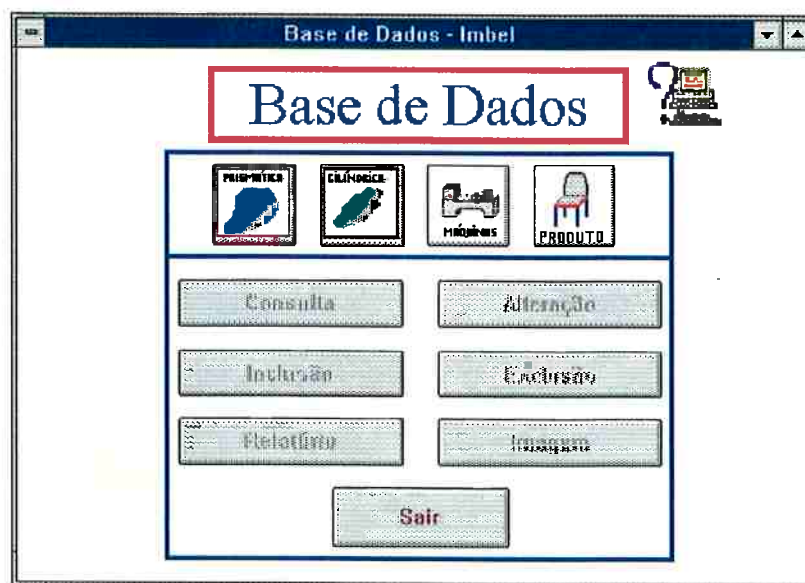 Base de Dados - Imbel
Base de Dados
PRISMÁTICA CILÍNDRICA MÁQUINAS PRODUTO
Consulta Alteração
Inclusão Exclusão
Relatório Imagem
Sair